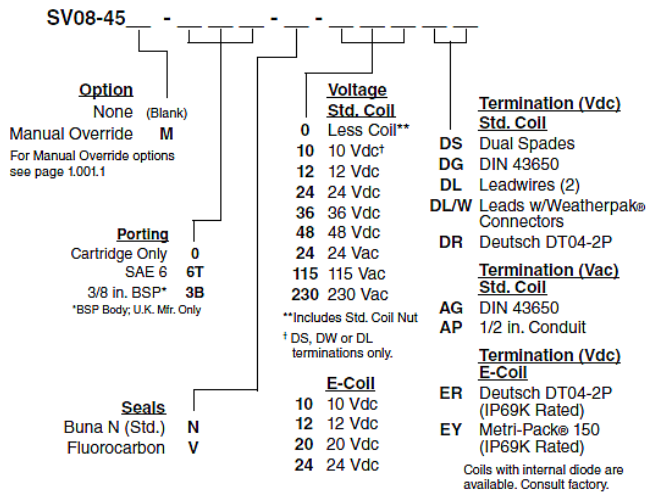 SV08-45__ - __ __ __ - __ - __ __ __ __ __
Option
None (Blank)
Manual Override M
For Manual Override options
see page 1.001.1
Porting
Cartridge Only 0
SAE 6 6T
3/8 in. BSP* 3B
*BSP Body; U.K. Mfr. Only
Seals
Buna N (Std.) N
Fluorocarbon V
Voltage
Std. Coil
0 Less Coil**
10 10 Vdc†
12 12 Vdc
24 24 Vdc
36 36 Vdc
48 48 Vdc
24 24 Vac
115 115 Vac
230 230 Vac
**Includes Std. Coil Nut
† DS, DW or DL
terminations only.
E-Coil
10 10 Vdc
12 12 Vdc
20 20 Vdc
24 24 Vdc
Termination (Vdc)
Std. Coil
DS Dual Spades
DG DIN 43650
DL Leadwires (2)
DL/W Leads w/Weatherpak®
Connectors
DR Deutsch DT04-2P
Termination (Vac)
Std. Coil
AG DIN 43650
AP 1/2 in. Conduit
Termination (Vdc)
E-Coil
ER Deutsch DT04-2P
(IP69K Rated)
EY Metri-Pack® 150
(IP69K Rated)
Coils with internal diode are
available. Consult factory.